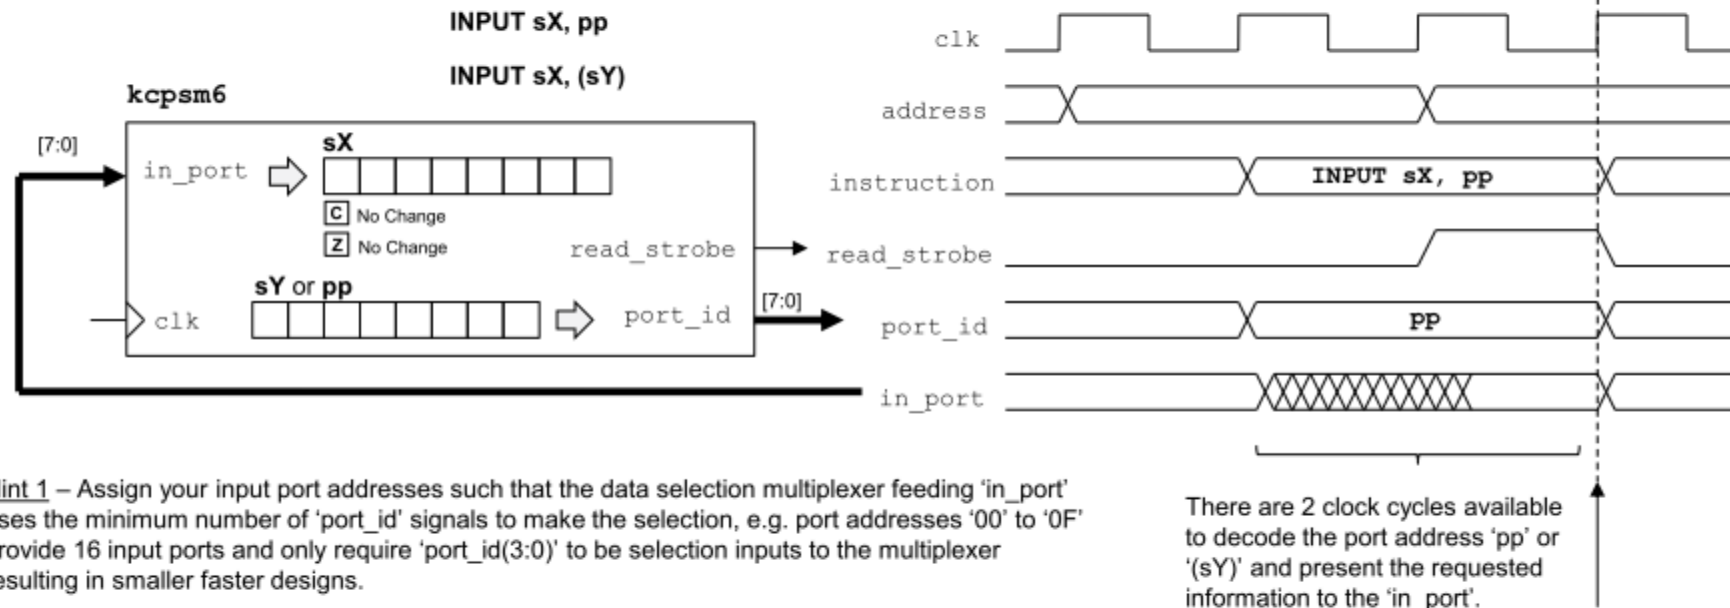 INPUT sX, pp
INPUT sX, (sY)
kcpsm6
[7:0]
in_port
sX
C No Change
Z No Change
read_strobe
sY or pp
clk
port_id
[7:0]
clk
address
instruction
INPUT sX, pp
read_strobe
port_id
pp
in_port
int 1 – Assign your input port addresses such that the data selection multiplexer feeding ‘in_port’
ses the minimum number of ‘port_id’ signals to make the selection, e.g. port addresses ‘00’ to ‘0F’
rovide 16 input ports and only require ‘port_id(3:0)’ to be selection inputs to the multiplexer
esulting in smaller faster designs.
There are 2 clock cycles available
to decode the port address ‘pp’ or
‘(sY)’ and present the requested
information to the ‘in_port’.